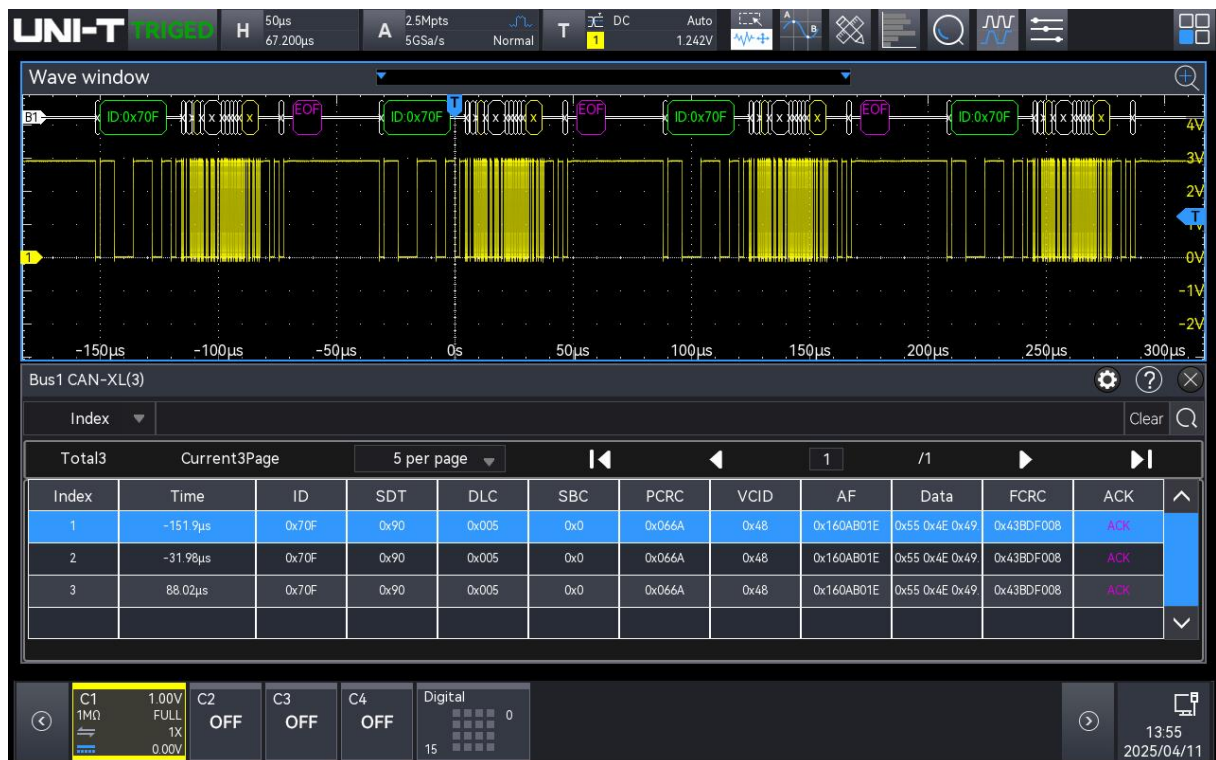 UNI-T TRIGED H 50μs 67.200μs A 2.5Mpts 5GSa/s Normal T 1 DC Auto 1.242V
Wave window
B1 ID:0x70F x x EOF ID:0x70F x x EOF ID:0x70F x x EOF ID:0x70F x x
T
4V
3V
2V
T
1V
1
0V
-1V
-2V
-150μs -100μs -50μs 0s 50μs 100μs 150μs 200μs 250μs 300μs
Bus1 CAN-XL(3)
Index Clear
Total3 Current3Page 5 per page 1 /1
Index Time ID SDT DLC SBC PCRC VCID AF Data FCRC ACK
1 -151.9μs 0x70F 0x90 0x005 0x0 0x066A 0x48 0x160AB01E 0x55 0x4E 0x49 0x43BDF008 ACK
2 -31.98μs 0x70F 0x90 0x005 0x0 0x066A 0x48 0x160AB01E 0x55 0x4E 0x49. 0x43BDF008 ACK
3 88.02μs 0x70F 0x90 0x005 0x0 0x066A 0x48 0x160AB01E 0x55 0x4E 0x49. 0x43BDF008 ACK
C1 1.00V
1MΩ FULL
1X
0.00V
C2
OFF
C3
OFF
C4
OFF
Digital
0
15
13:55
2025/04/11